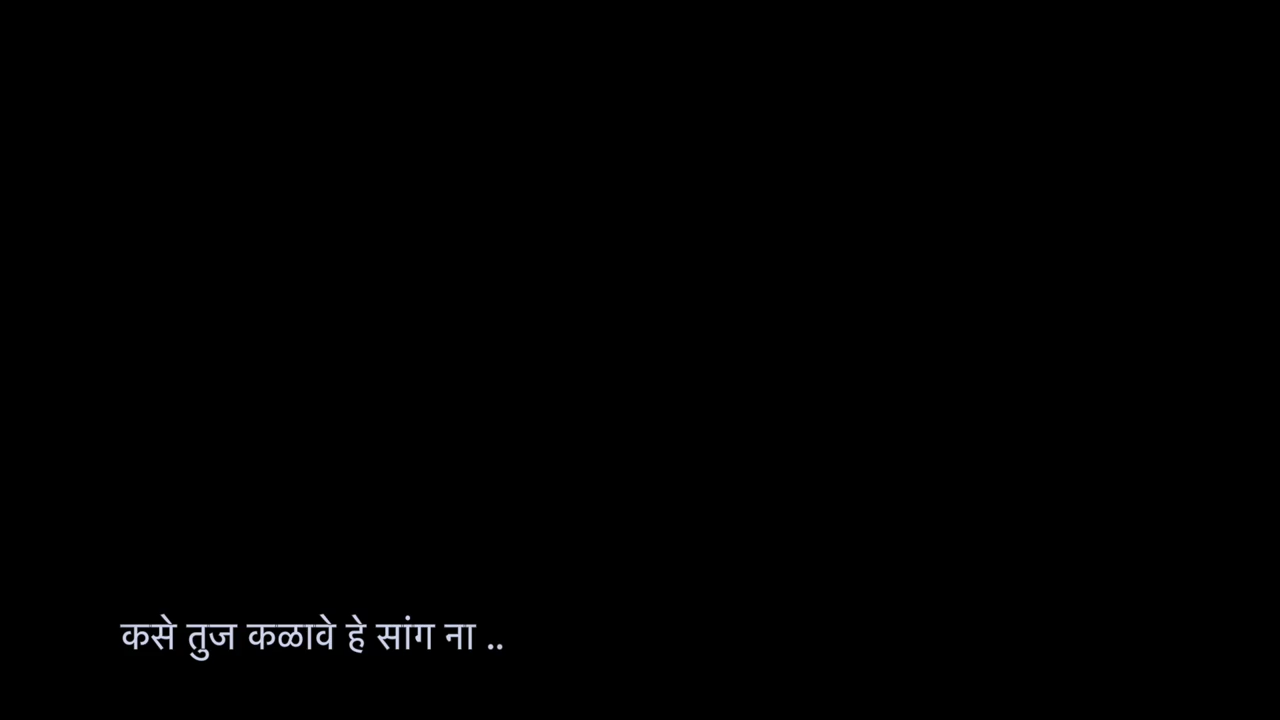 कसे तुज कळावे हे सांग ना ..